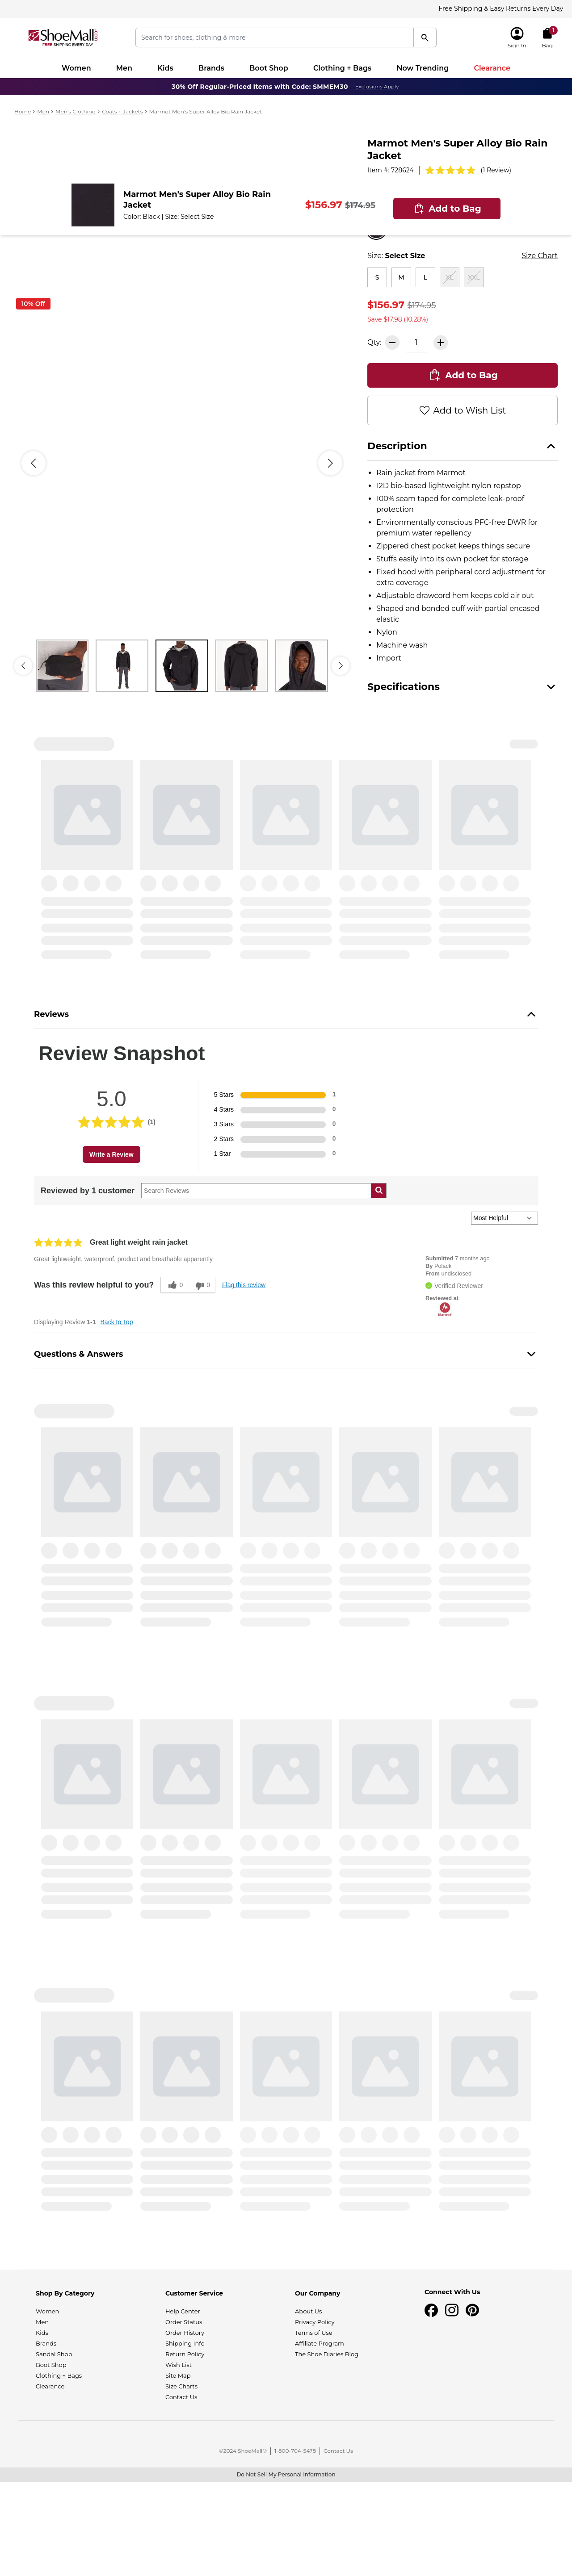 Free Shipping & Easy Returns Every Day
ShoeMall
FREE SHIPPING EVERY DAY
Search for shoes, clothing & more
Sign In
1
Bag
Women Men Kids Brands Boot Shop Clothing + Bags Now Trending Clearance
30% Off Regular-Priced Items with Code: SMMEM30 Exclusions Apply
Home > Men > Men's Clothing > Coats + Jackets > Marmot Men's Super Alloy Bio Rain Jacket
Marmot Men's Super Alloy Bio Rain
Jacket
Item #: 728624 (1 Review)
Marmot Men's Super Alloy Bio Rain
Jacket
Color: Black | Size: Select Size
$156.97 $174.95
Add to Bag
Size: Select Size Size Chart
S M L XL XXL
10% Off
$156.97 $174.95
Save $17.98 (10.28%)
Qty: 1
Add to Bag
Add to Wish List
Description
• Rain jacket from Marmot
• 12D bio-based lightweight nylon repstop
• 100% seam taped for complete leak-proof
protection
• Environmentally conscious PFC-free DWR for
premium water repellency
• Zippered chest pocket keeps things secure
• Stuffs easily into its own pocket for storage
• Fixed hood with peripheral cord adjustment for
extra coverage
• Adjustable drawcord hem keeps cold air out
• Shaped and bonded cuff with partial encased
elastic
• Nylon
• Machine wash
• Import
Specifications
Reviews
Review Snapshot
5.0
(1)
Write a Review
5 Stars 1
4 Stars 0
3 Stars 0
2 Stars 0
1 Star 0
Reviewed by 1 customer Search Reviews
Most Helpful
Great light weight rain jacket
Great lightweight, waterproof, product and breathable apparently
Was this review helpful to you? 0 0 Flag this review
Submitted 7 months ago
By Polack
From undisclosed
Verified Reviewer
Reviewed at
Marmot
Displaying Review 1-1 Back to Top
Questions & Answers
Shop By Category
Women
Men
Kids
Brands
Sandal Shop
Boot Shop
Clothing + Bags
Clearance
Customer Service
Help Center
Order Status
Order History
Shipping Info
Return Policy
Wish List
Site Map
Size Charts
Contact Us
Our Company
About Us
Privacy Policy
Terms of Use
Affiliate Program
The Shoe Diaries Blog
Connect With Us
©2024 ShoeMall® | 1-800-704-5478 | Contact Us
Do Not Sell My Personal Information